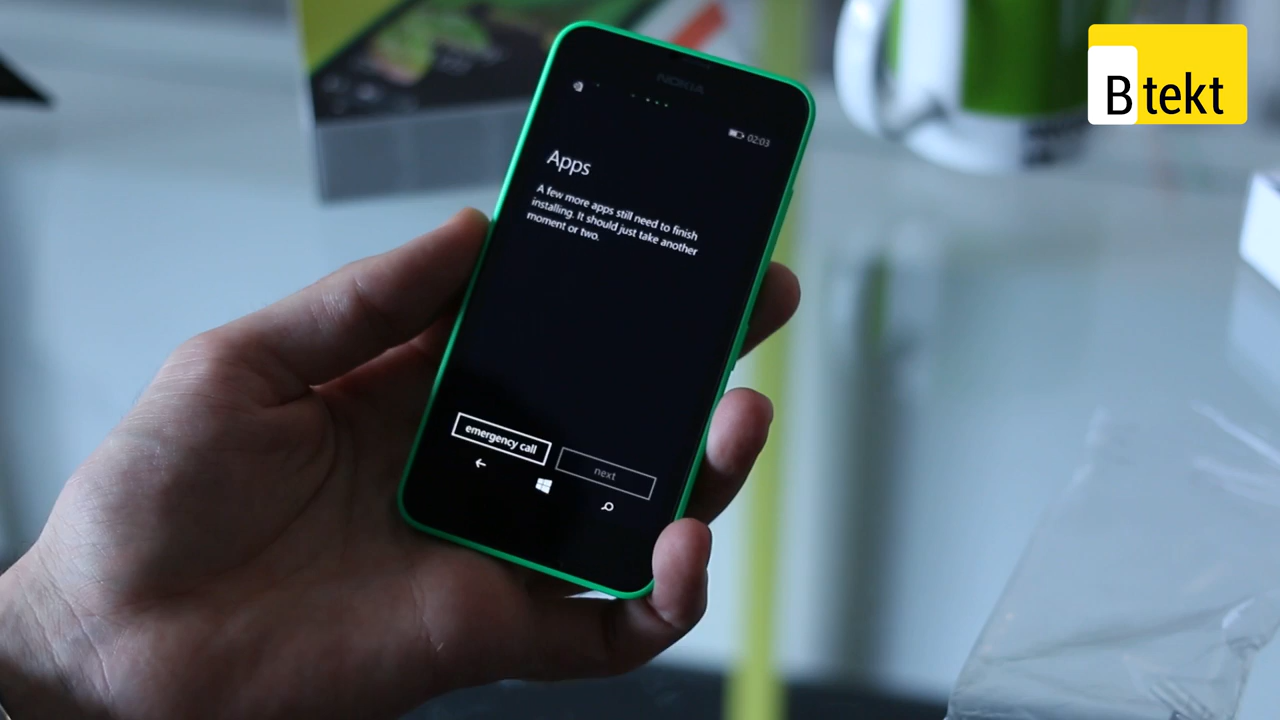 B tekt
NOKIA
02:03
Apps
A few more apps still need to finish
installing. It should just take another
moment or two.
emergency call
next